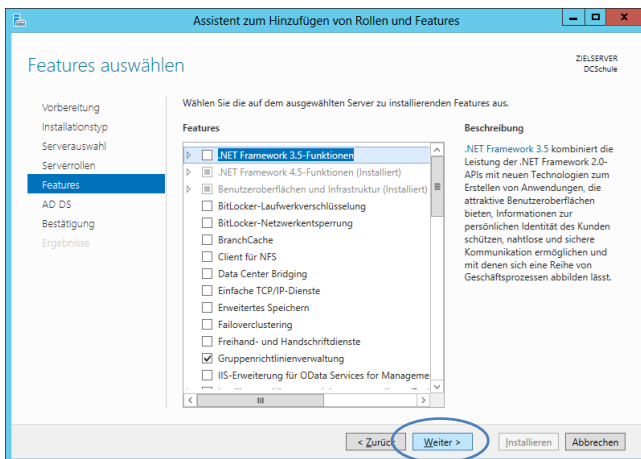 Assistent zum Hinzufügen von Rollen und Features
Features auswählen
ZIELSERVER
DCSchule
Vorbereitung
Installationstyp
Serverauswahl
Serverrollen
Features
AD DS
Bestätigung
Ergebnisse
Wählen Sie die auf dem ausgewählten Server zu installierenden Features aus.
Features
.NET Framework 3.5-Funktionen
.NET Framework 4.5-Funktionen (Installiert)
Benutzeroberflächen und Infrastruktur (Installiert)
BitLocker-Laufwerkverschlüsselung
BitLocker-Netzwerkentsperrung
BranchCache
Client für NFS
Data Center Bridging
Einfache TCP/IP-Dienste
Erweitertes Speichern
Failoverclustering
Freihand- und Handschriftdienste
Gruppenrichtlinienverwaltung
IIS-Erweiterung für OData Services for Manageme
Beschreibung
.NET Framework 3.5 kombiniert die
Leistung der .NET Framework 2.0-
APIs mit neuen Technologien zum
Erstellen von Anwendungen, die
attraktive Benutzeroberflächen
bieten, Informationen zur
persönlichen Identität des Kunden
schützen, nahtlose und sichere
Kommunikation ermöglichen und
mit denen sich eine Reihe von
Geschäftsprozessen abbilden lässt.
< Zurück
Weiter >
Installieren
Abbrechen